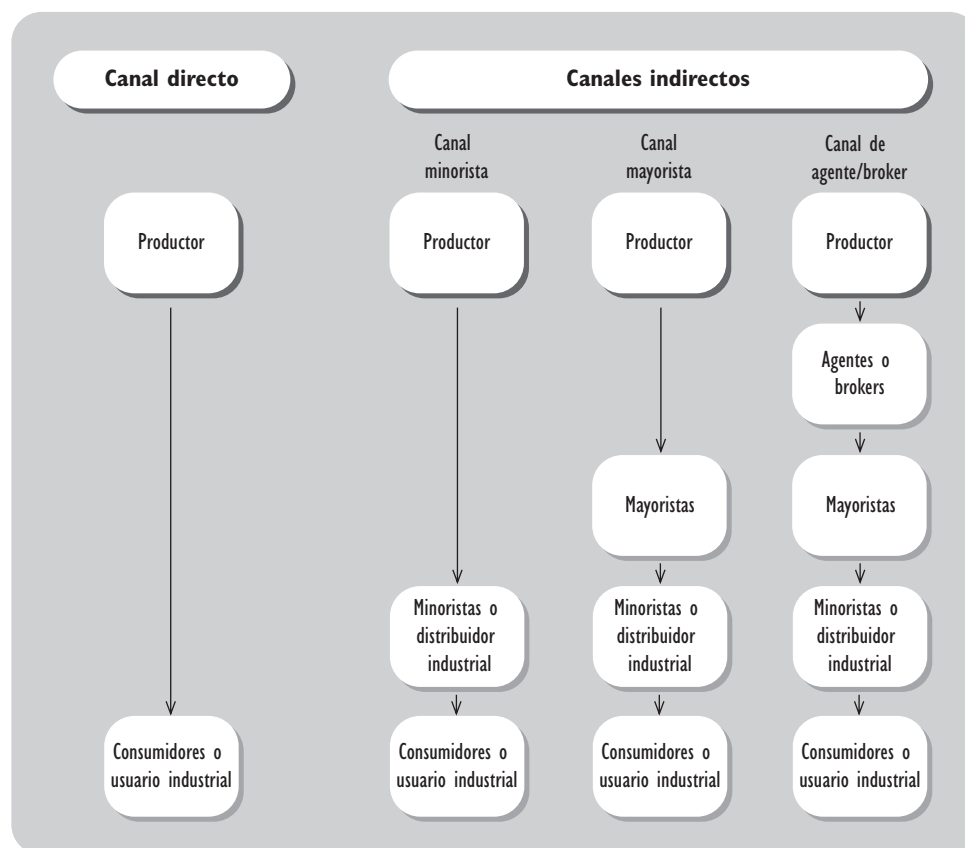 Canal directo
Canales indirectos
Canal
minorista
Canal
mayorista
Canal de
agente/broker
Productor
Productor
Productor
Productor
Agentes o
brokers
Mayoristas
Mayoristas
Minoristas o
distribuidor
industrial
Minoristas o
distribuidor
industrial
Minoristas o
distribuidor
industrial
Consumidores o
usuario industrial
Consumidores o
usuario industrial
Consumidores o
usuario industrial
Consumidores o
usuario industrial